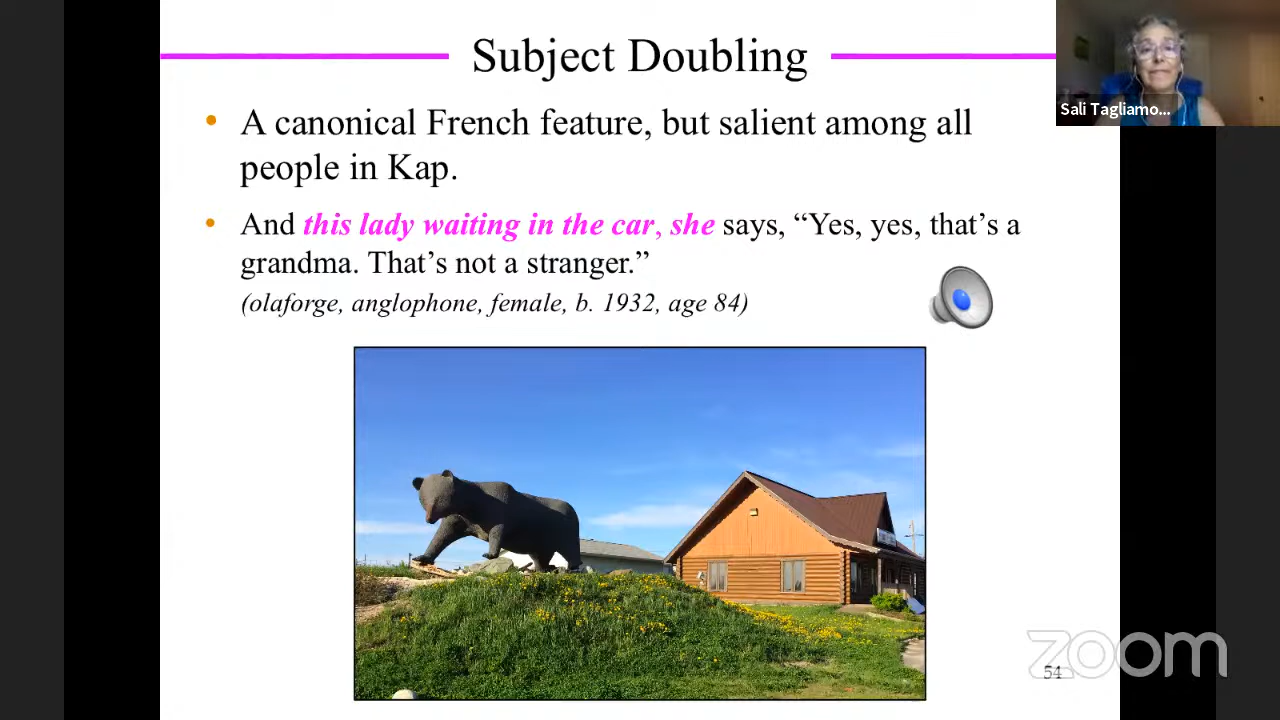 Subject Doubling
• A canonical French feature, but salient among all
people in Kap.
• And this lady waiting in the car, she says, “Yes, yes, that’s a
grandma. That’s not a stranger.”
(olaforge, anglophone, female, b. 1932, age 84)
Sali Tagliamo...
zoom
54